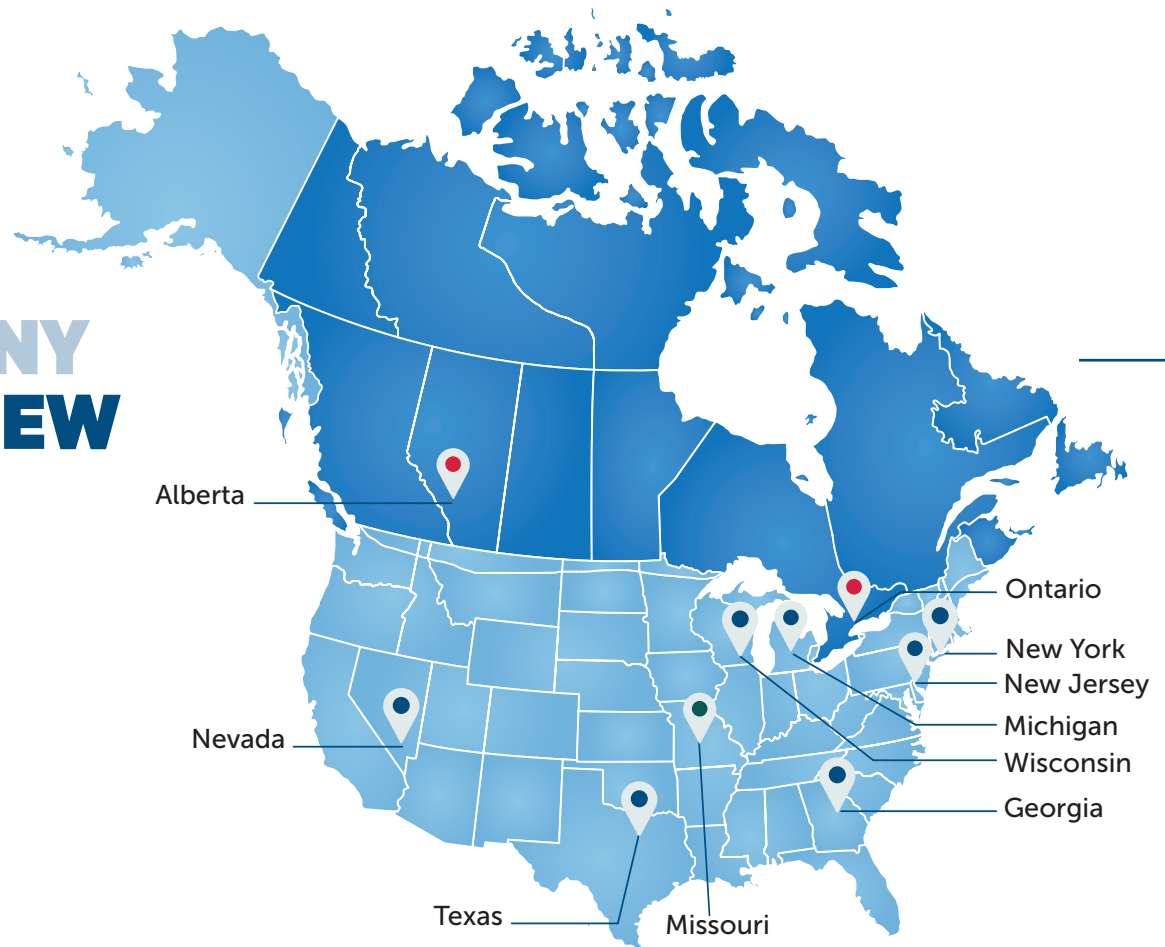 NY
EW
Alberta
Ontario
New York
New Jersey
Michigan
Wisconsin
Georgia
Nevada
Texas
Missouri